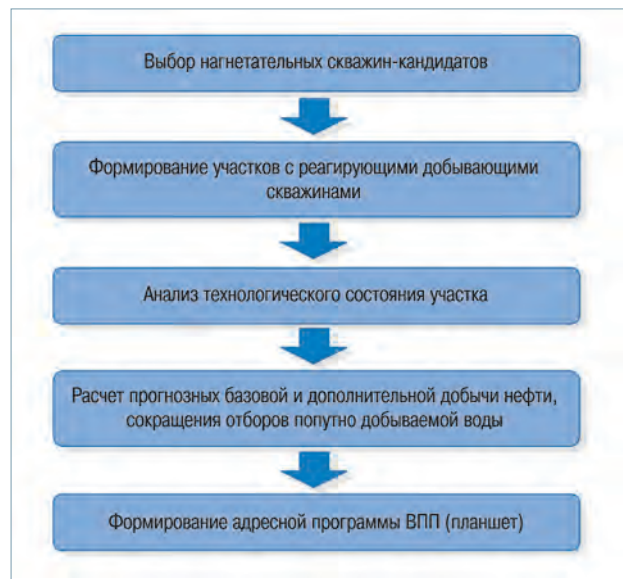 Выбор нагнетательных скважин-кандидатов
Формирование участков с реагирующими добывающими
скважинами
Анализ технологического состояния участка
Расчет прогнозных базовой и дополнительной добычи нефти,
сокращения отборов попутно добываемой воды
Формирование адресной программы ВПП (планшет)